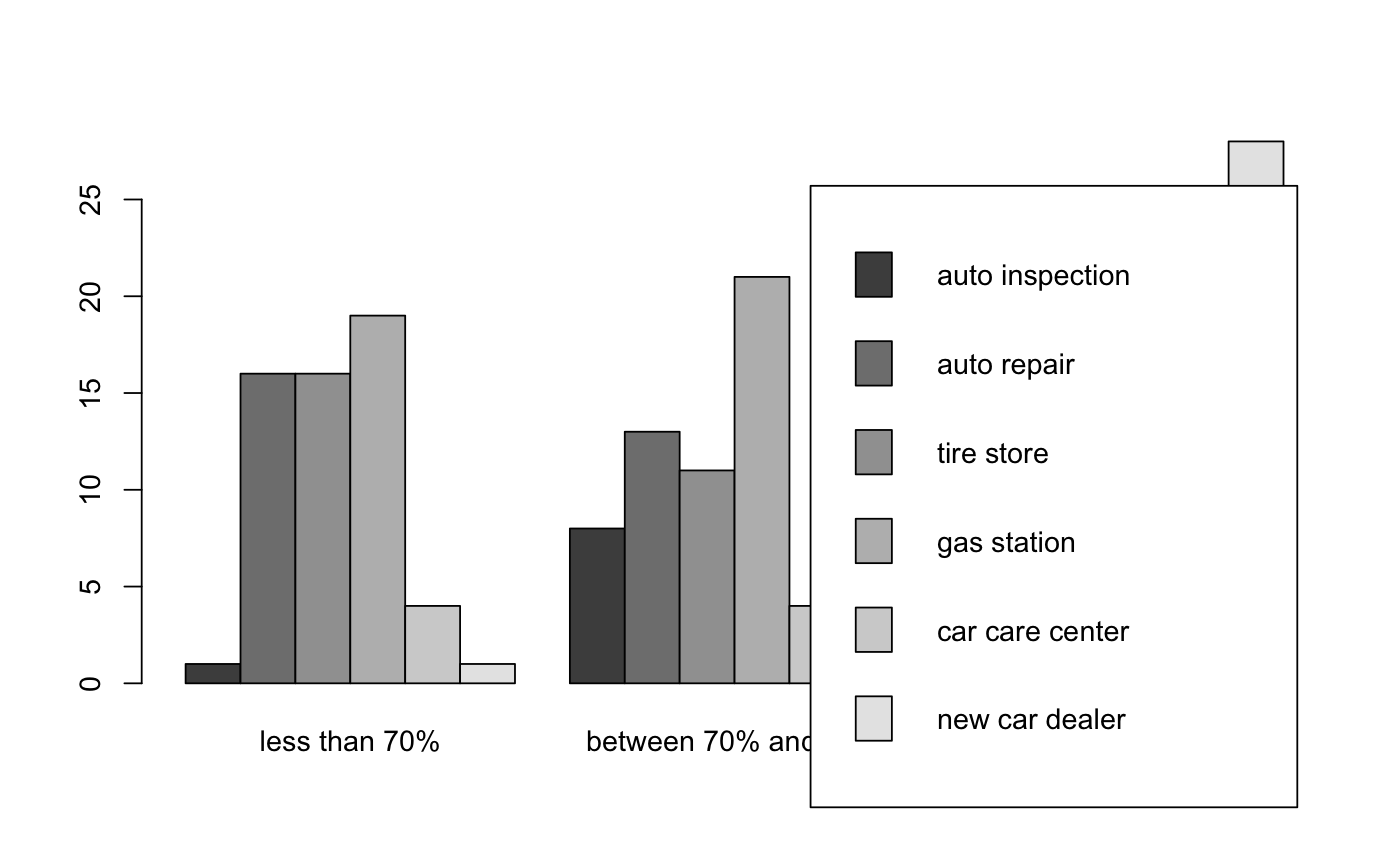 25
20
15
10
5
0
less than 70%
between 70% and
auto inspection
auto repair
tire store
gas station
car care center
new car dealer